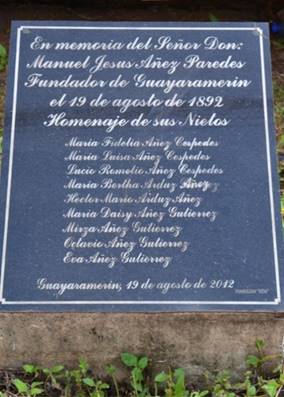 En memoria del Señor Don:
Manuel Jesus Añez Paredes
Fundador de Guayaramerin
el 19 de agosto de 1892
Homenaje de sus Nietos
Maria Fidelia Añez Cespedes
Maria Luisa Añez Cespedes
Lucio Romelio Añez Cespedes
Maria Bertha Arduz Añez
Hector Mario Arduz Añez
Maria Daisy Añez Gutierrez
Mirza Añez Gutierrez
Octavio Añez Gutierrez
Eva Añez Gutierrez
Guayaramerin, 19 de agosto de 2012